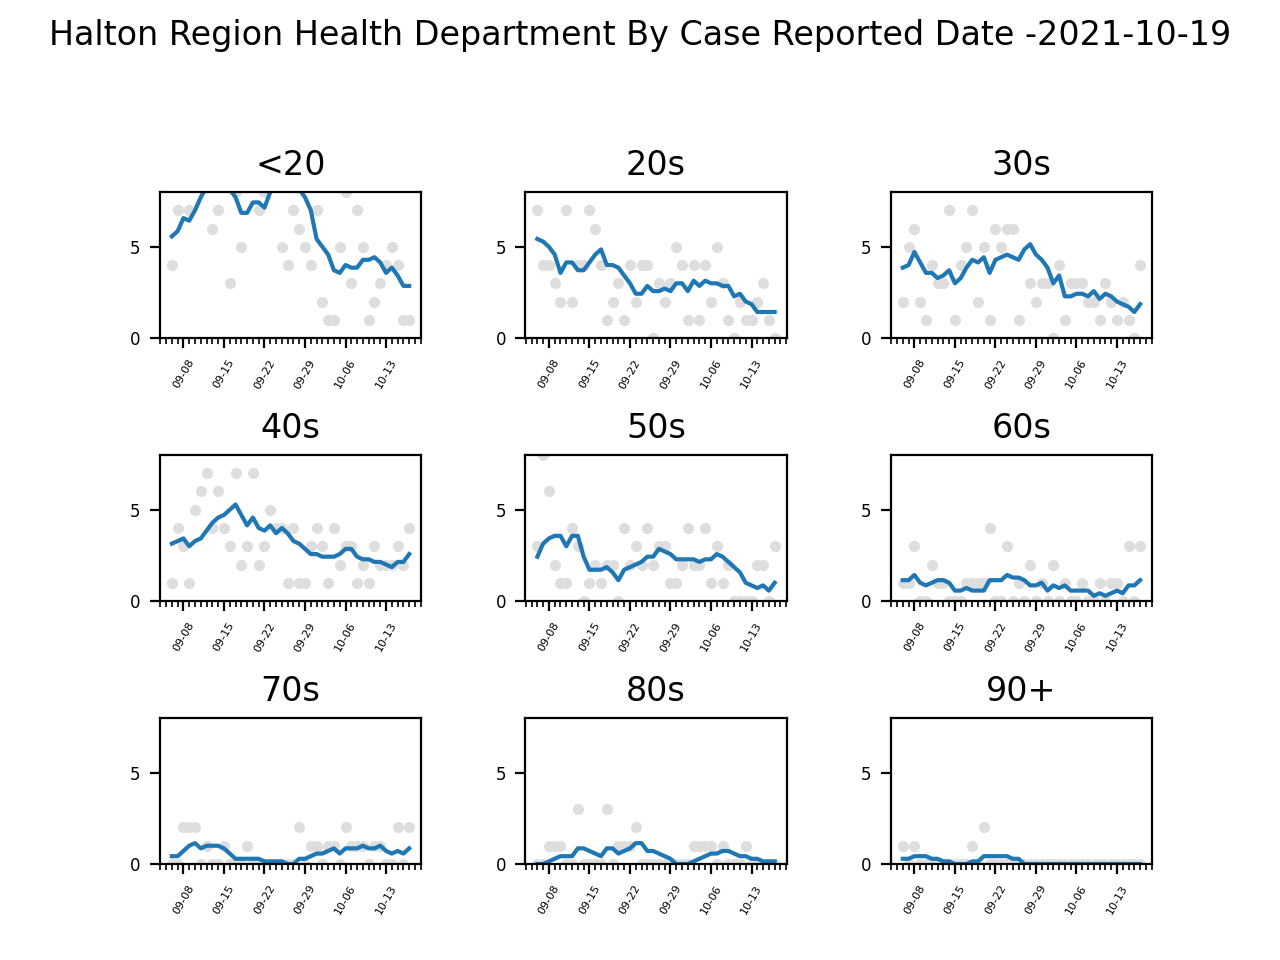 Halton Region Health Department By Case Reported Date -2021-10-19
<20 20s 30s
5 5 5
0 0 0
09-08 09-15 09-22 09-29 10-06 10-13 09-08 09-15 09-22 09-29 10-06 10-13 09-08 09-15 09-22 09-29 10-06 10-13
40s 50s 60s
5 5 5
0 0 0
09-08 09-15 09-22 09-29 10-06 10-13 09-08 09-15 09-22 09-29 10-06 10-13 09-08 09-15 09-22 09-29 10-06 10-13
70s 80s 90+
5 5 5
0 0 0
09-08 09-15 09-22 09-29 10-06 10-13 09-08 09-15 09-22 09-29 10-06 10-13 09-08 09-15 09-22 09-29 10-06 10-13